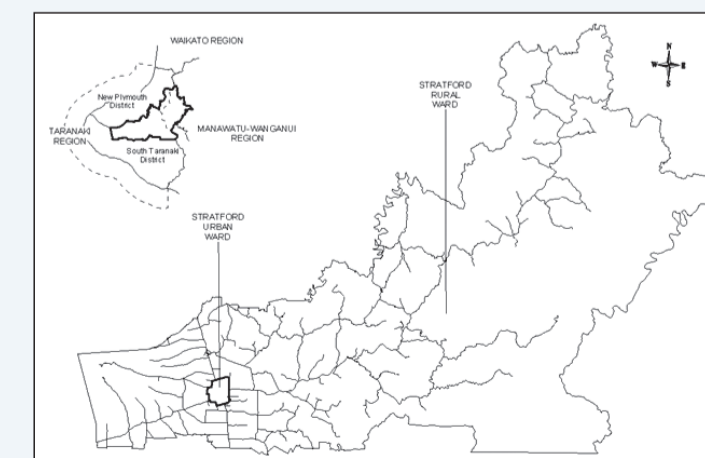 WAIKATO REGION
New Plymouth
District
TARANAKI
REGION
MANAWATU-WANGANUI
REGION
South Taranaki
District
STRATFORD
RURAL
WARD
STRATFORD
URBAN
WARD
N
W
E
S